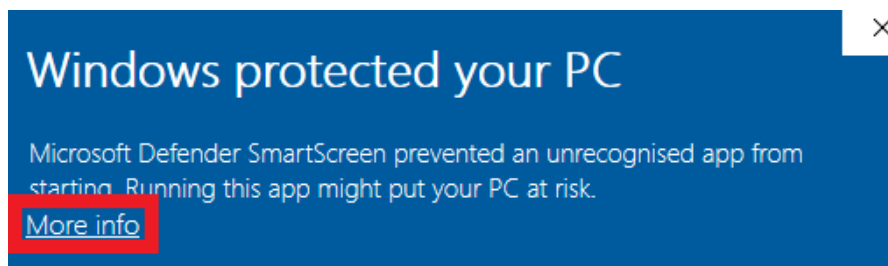 Windows protected your PC
Microsoft Defender SmartScreen prevented an unrecognised app from
starting. Running this app might put your PC at risk.
More info